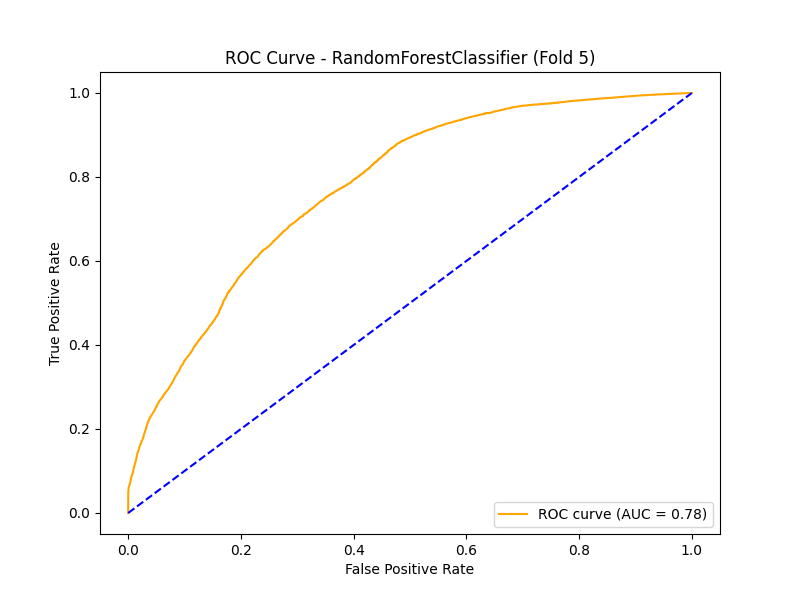 ROC Curve - RandomForestClassifier (Fold 5)
True Positive Rate
1.0
0.8
0.6
0.4
0.2
0.0
ROC curve (AUC = 0.78)
0.0 0.2 0.4 0.6 0.8 1.0
False Positive Rate